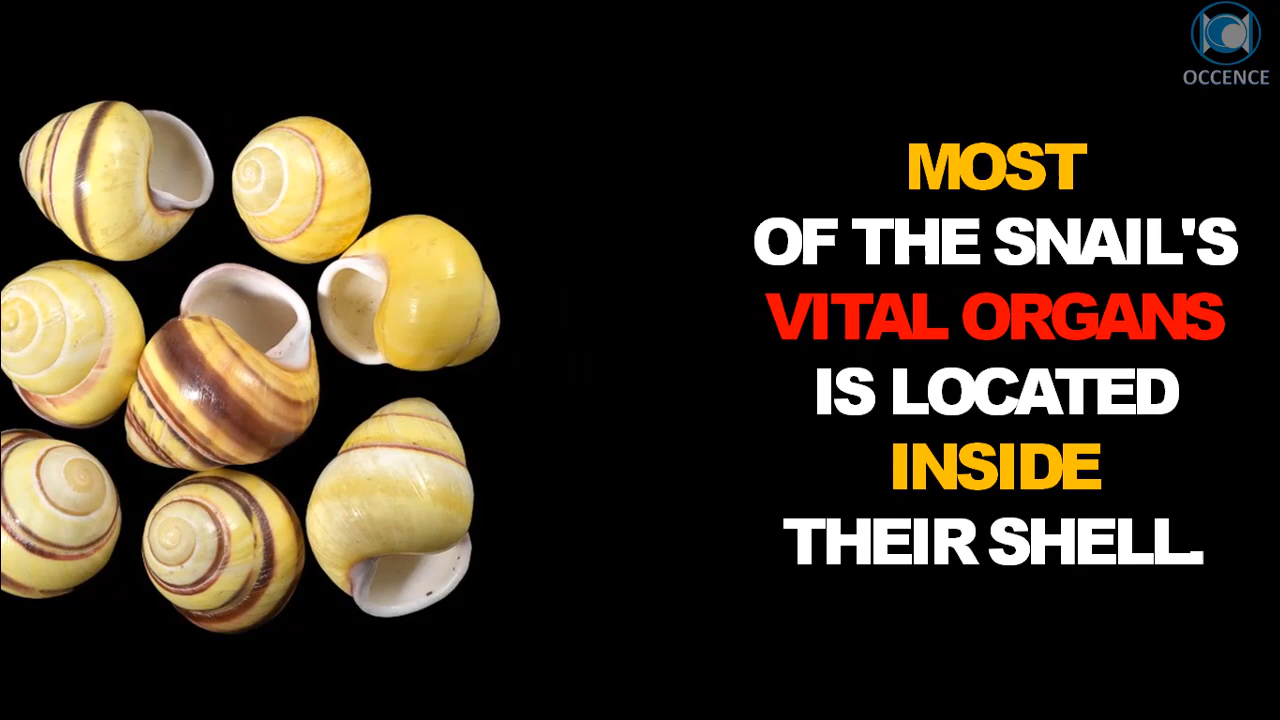 OCCENCE
MOST
OF THE SNAIL'S
VITAL ORGANS
IS LOCATED
INSIDE
THEIR SHELL.